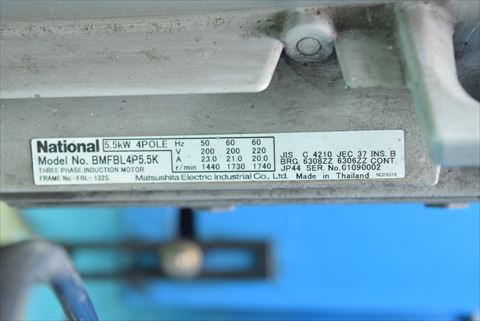 National 5.5kW 4POLE Hz 50 60 60
V 200 200 220
Model No. BMFBL4P5.5K A 23.0 21.0 20.0
THREE PHASE INDUCTION MOTOR r/min 1440 1730 1740
FRAME No. FBL-132S Matsushita Electric Industrial Co., Ltd. Made in Thailand
JIS C 4210 JEC 37 INS. B
BRG. 6308ZZ 6306ZZ CONT.
JP44 SER. No. 01090002
ND29318